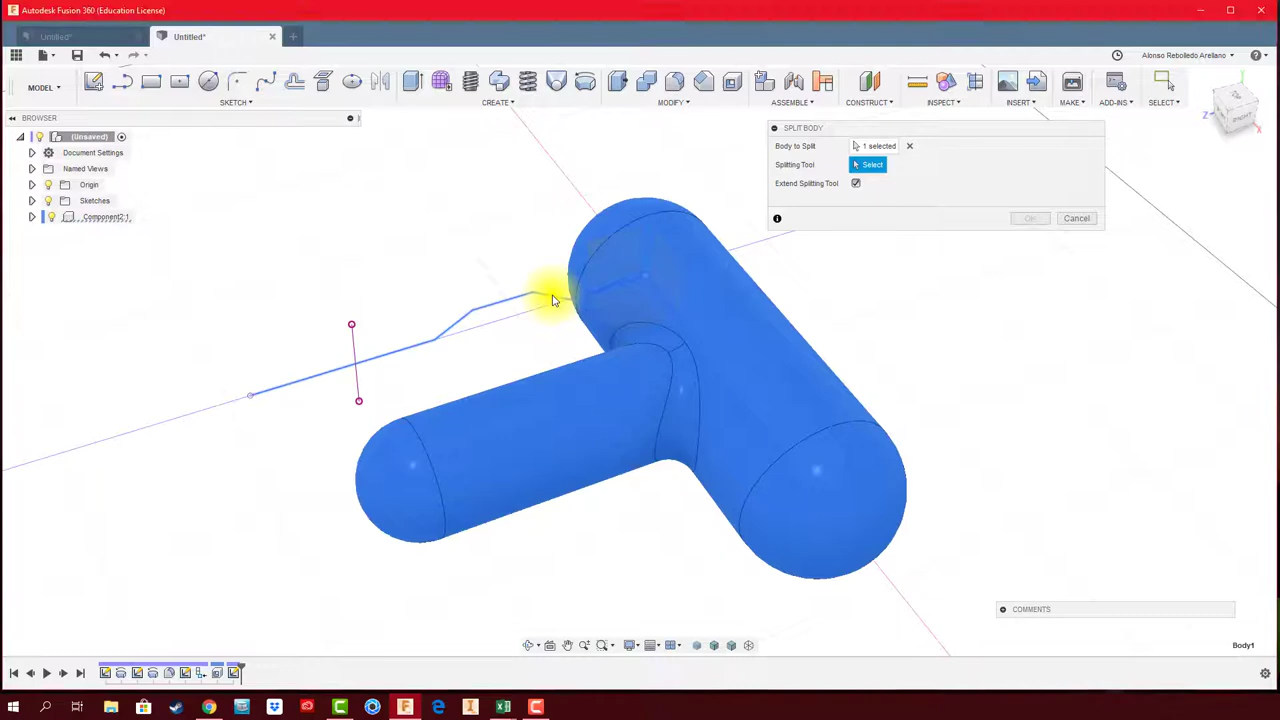 Autodesk Fusion 360 (Education License)
Untitled*
Untitled*
Alonso Rebolledo Arellano
MODEL
SKETCH
CREATE
MODIFY
ASSEMBLE
CONSTRUCT
INSPECT
INSERT
MAKE
ADD-INS
SELECT
BROWSER
SPLIT BODY
(Unsaved)
Body to Split
1 selected
Document Settings
Splitting Tool
Select
Named Views
Extend Splitting Tool
Origin
Sketches
Component2:1
OK
Cancel
Z
RIGHT
X
COMMENTS
Body1